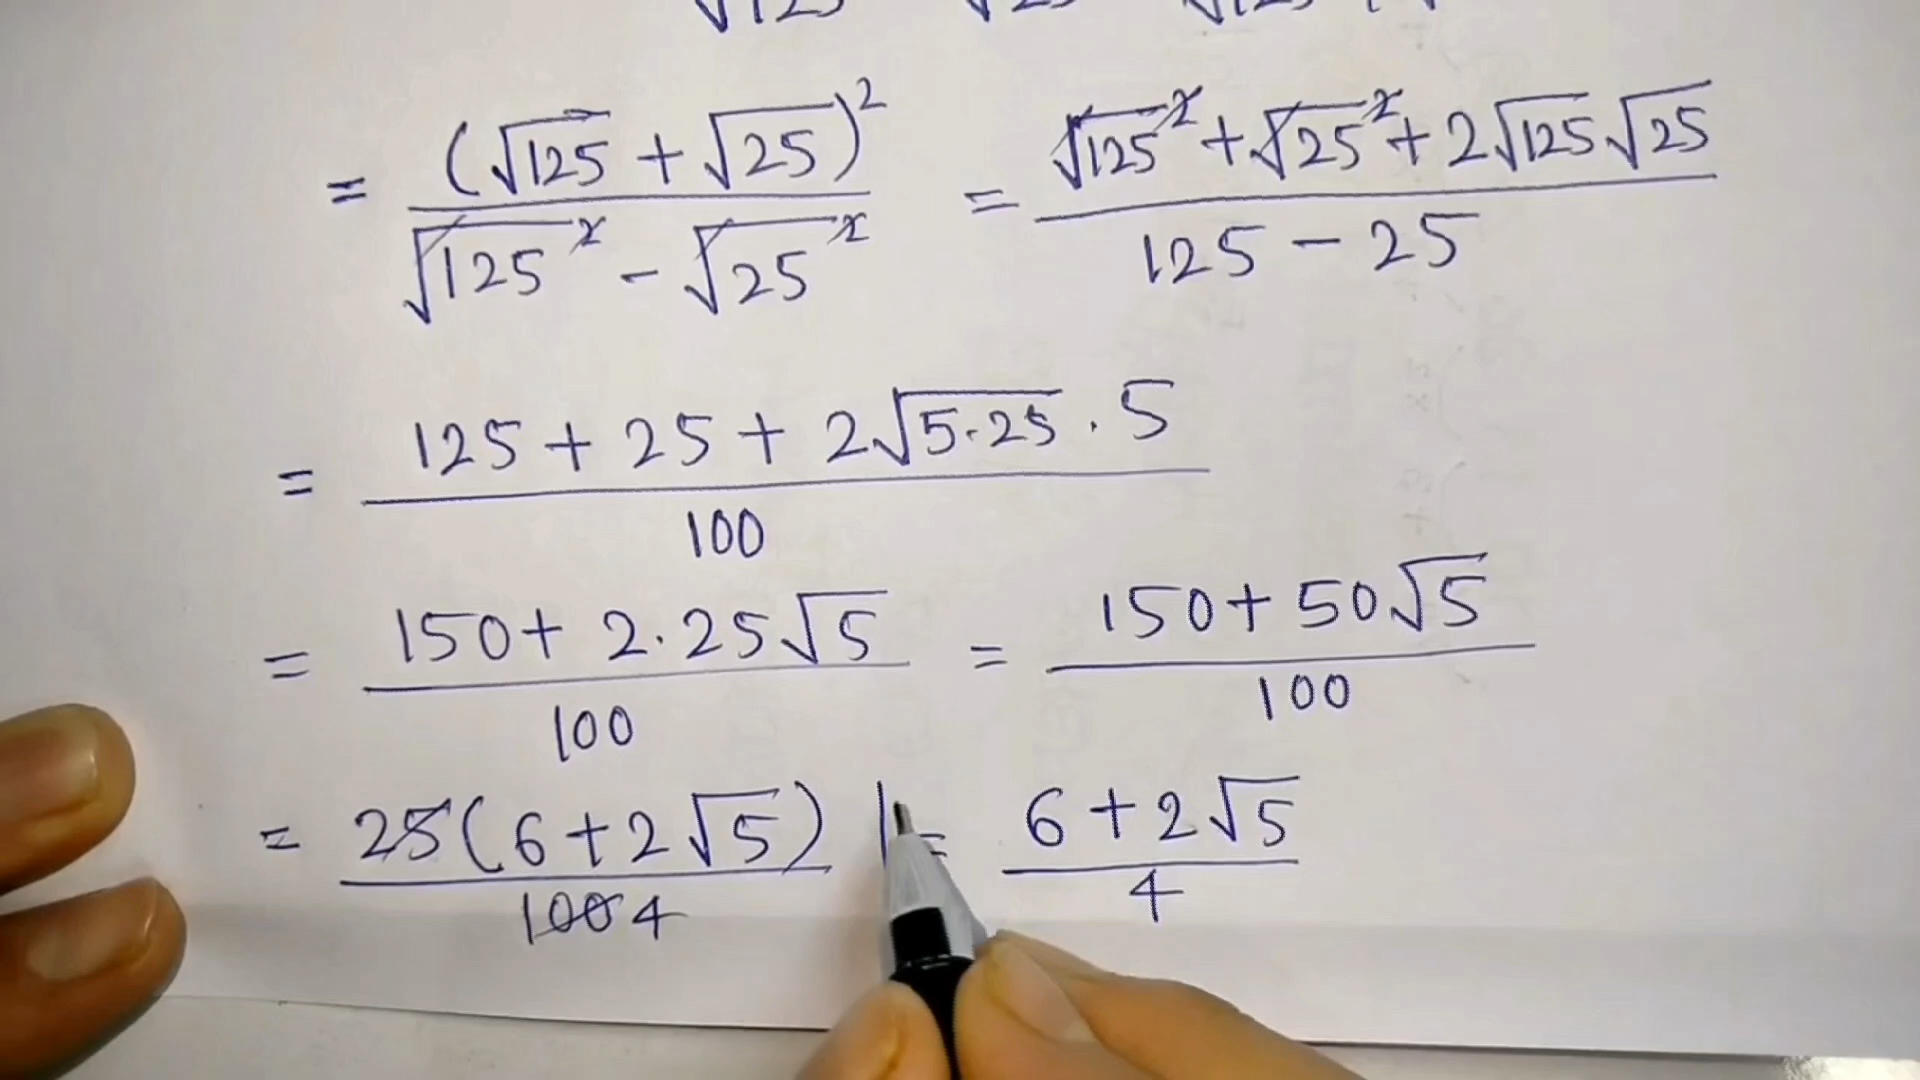 = (√125 + √25)² / √125² - √25² = √125² + √25² + 2√125 √25 / 125 - 25
= 125 + 25 + 2√5·25 · 5 / 100
= 150 + 2·25√5 / 100 = 150 + 50√5 / 100
= 25(6 + 2√5) / 100 4 = 6 + 2√5 / 4